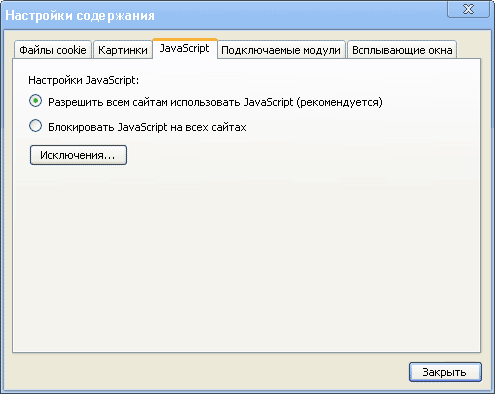 Настройки содержания
Файлы cookie Картинки JavaScript Подключаемые модули Всплывающие окна
Настройки JavaScript:
Разрешить всем сайтам использовать JavaScript (рекомендуется)
Блокировать JavaScript на всех сайтах
Исключения...
Закрыть